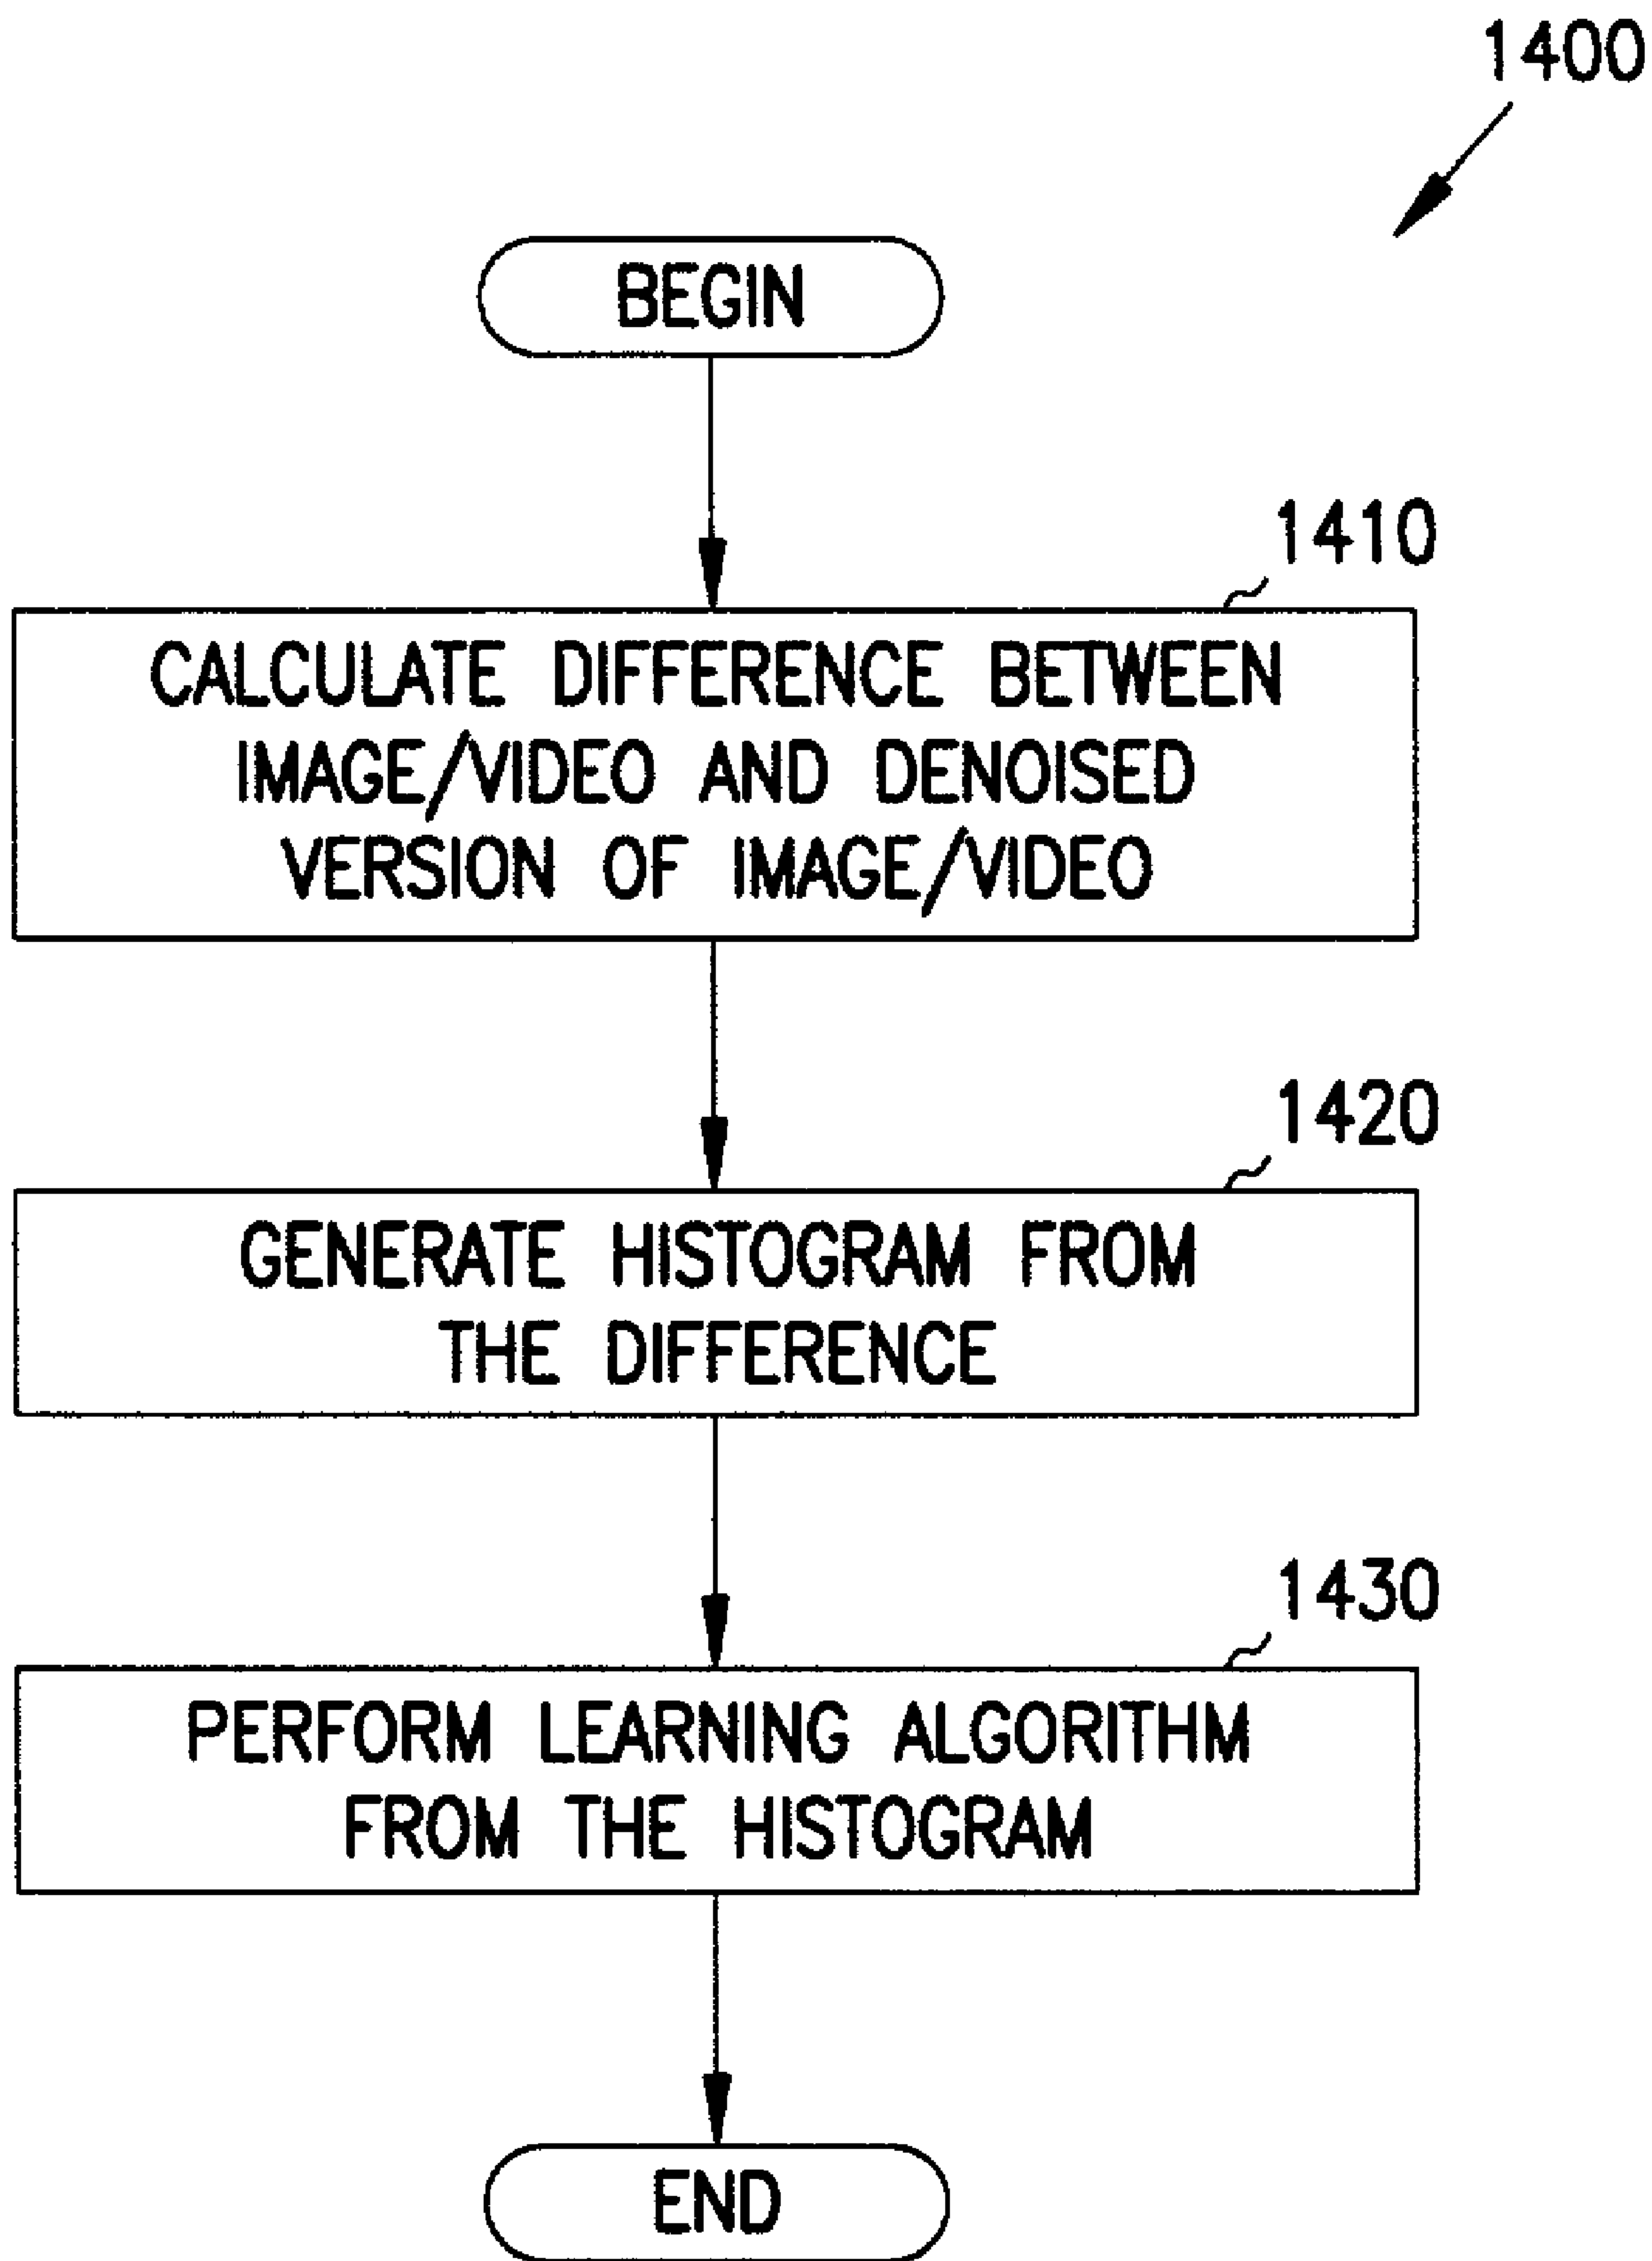 1400
BEGIN
1410
CALCULATE DIFFERENCE BETWEEN
IMAGE/VIDEO AND DENOISED
VERSION OF IMAGE/VIDEO
1420
GENERATE HISTOGRAM FROM
THE DIFFERENCE
1430
PERFORM LEARNING ALGORITHM
FROM THE HISTOGRAM
END